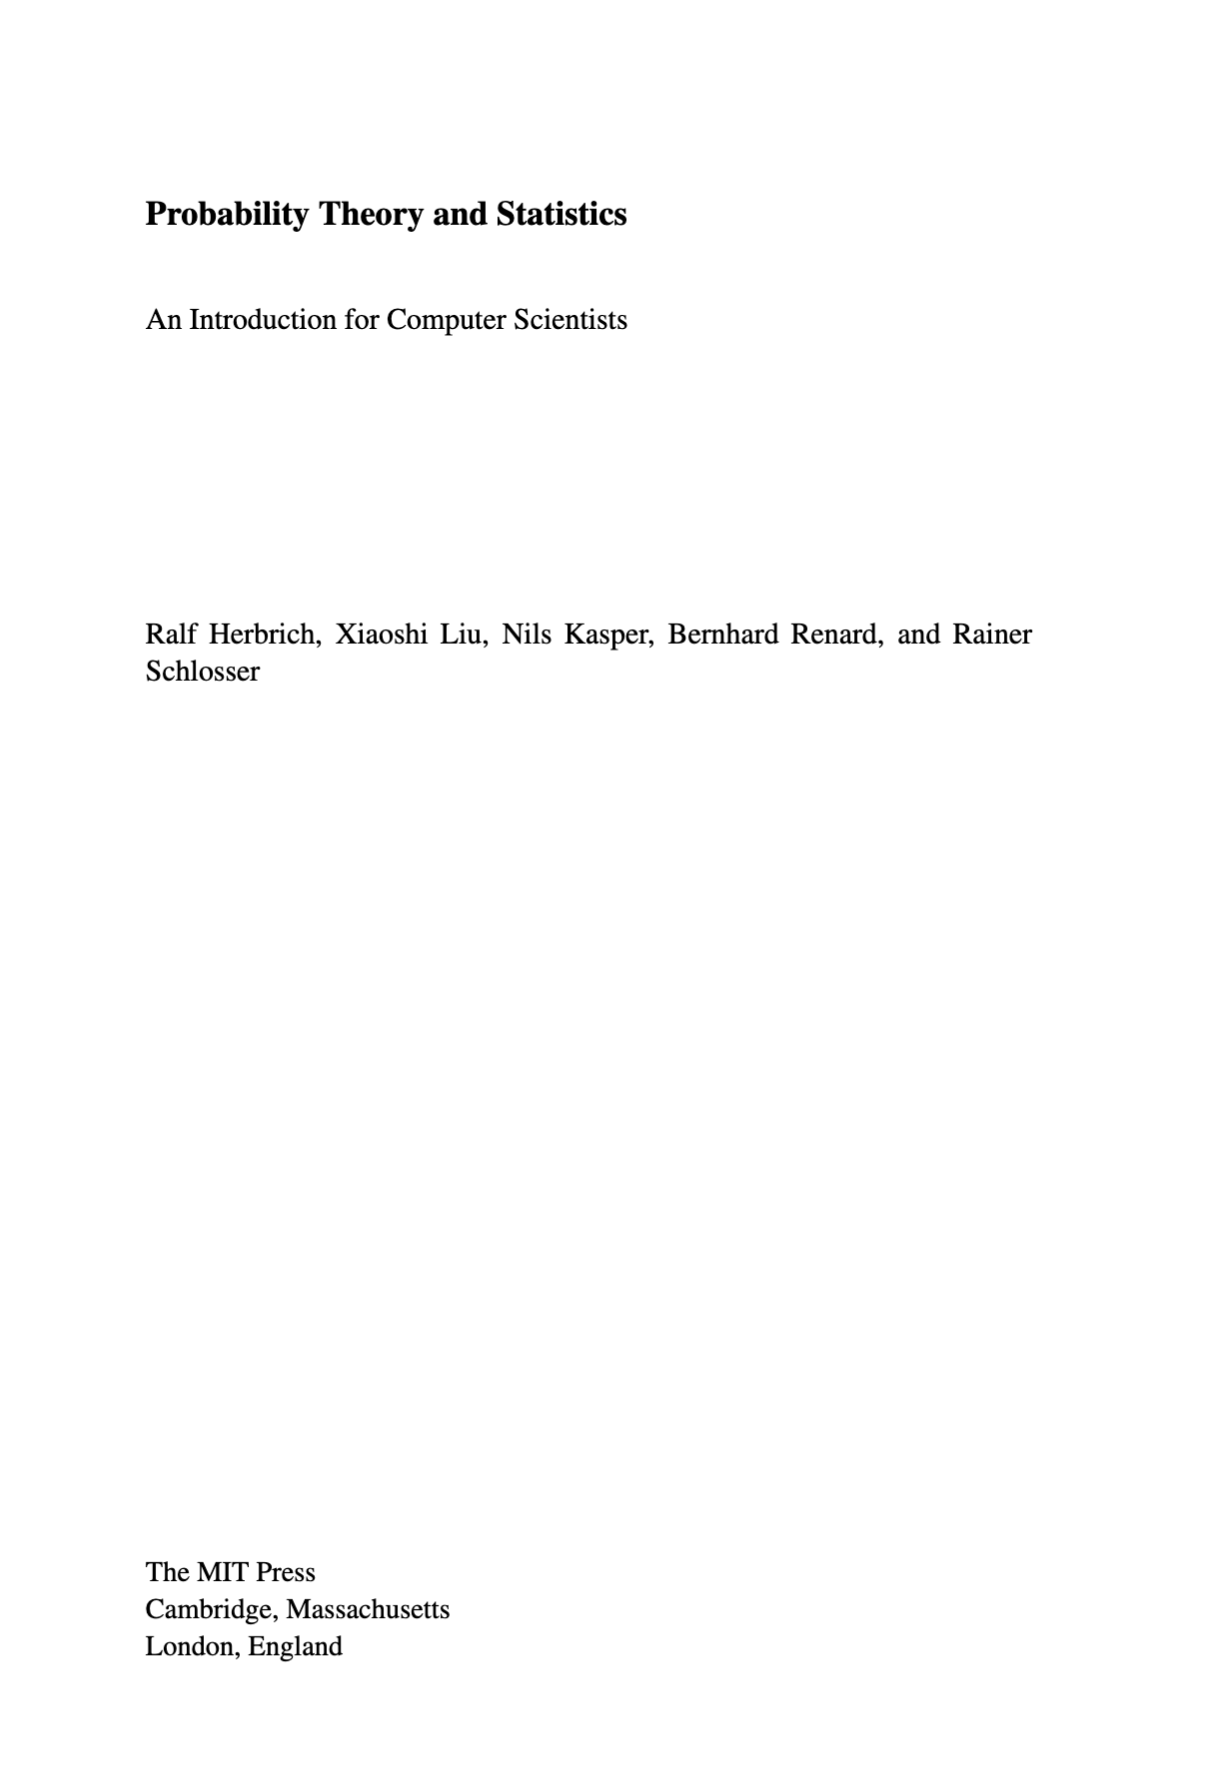 Probability Theory and Statistics
An Introduction for Computer Scientists
Ralf Herbrich, Xiaoshi Liu, Nils Kasper, Bernhard Renard, and Rainer
Schlosser
The MIT Press
Cambridge, Massachusetts
London, England